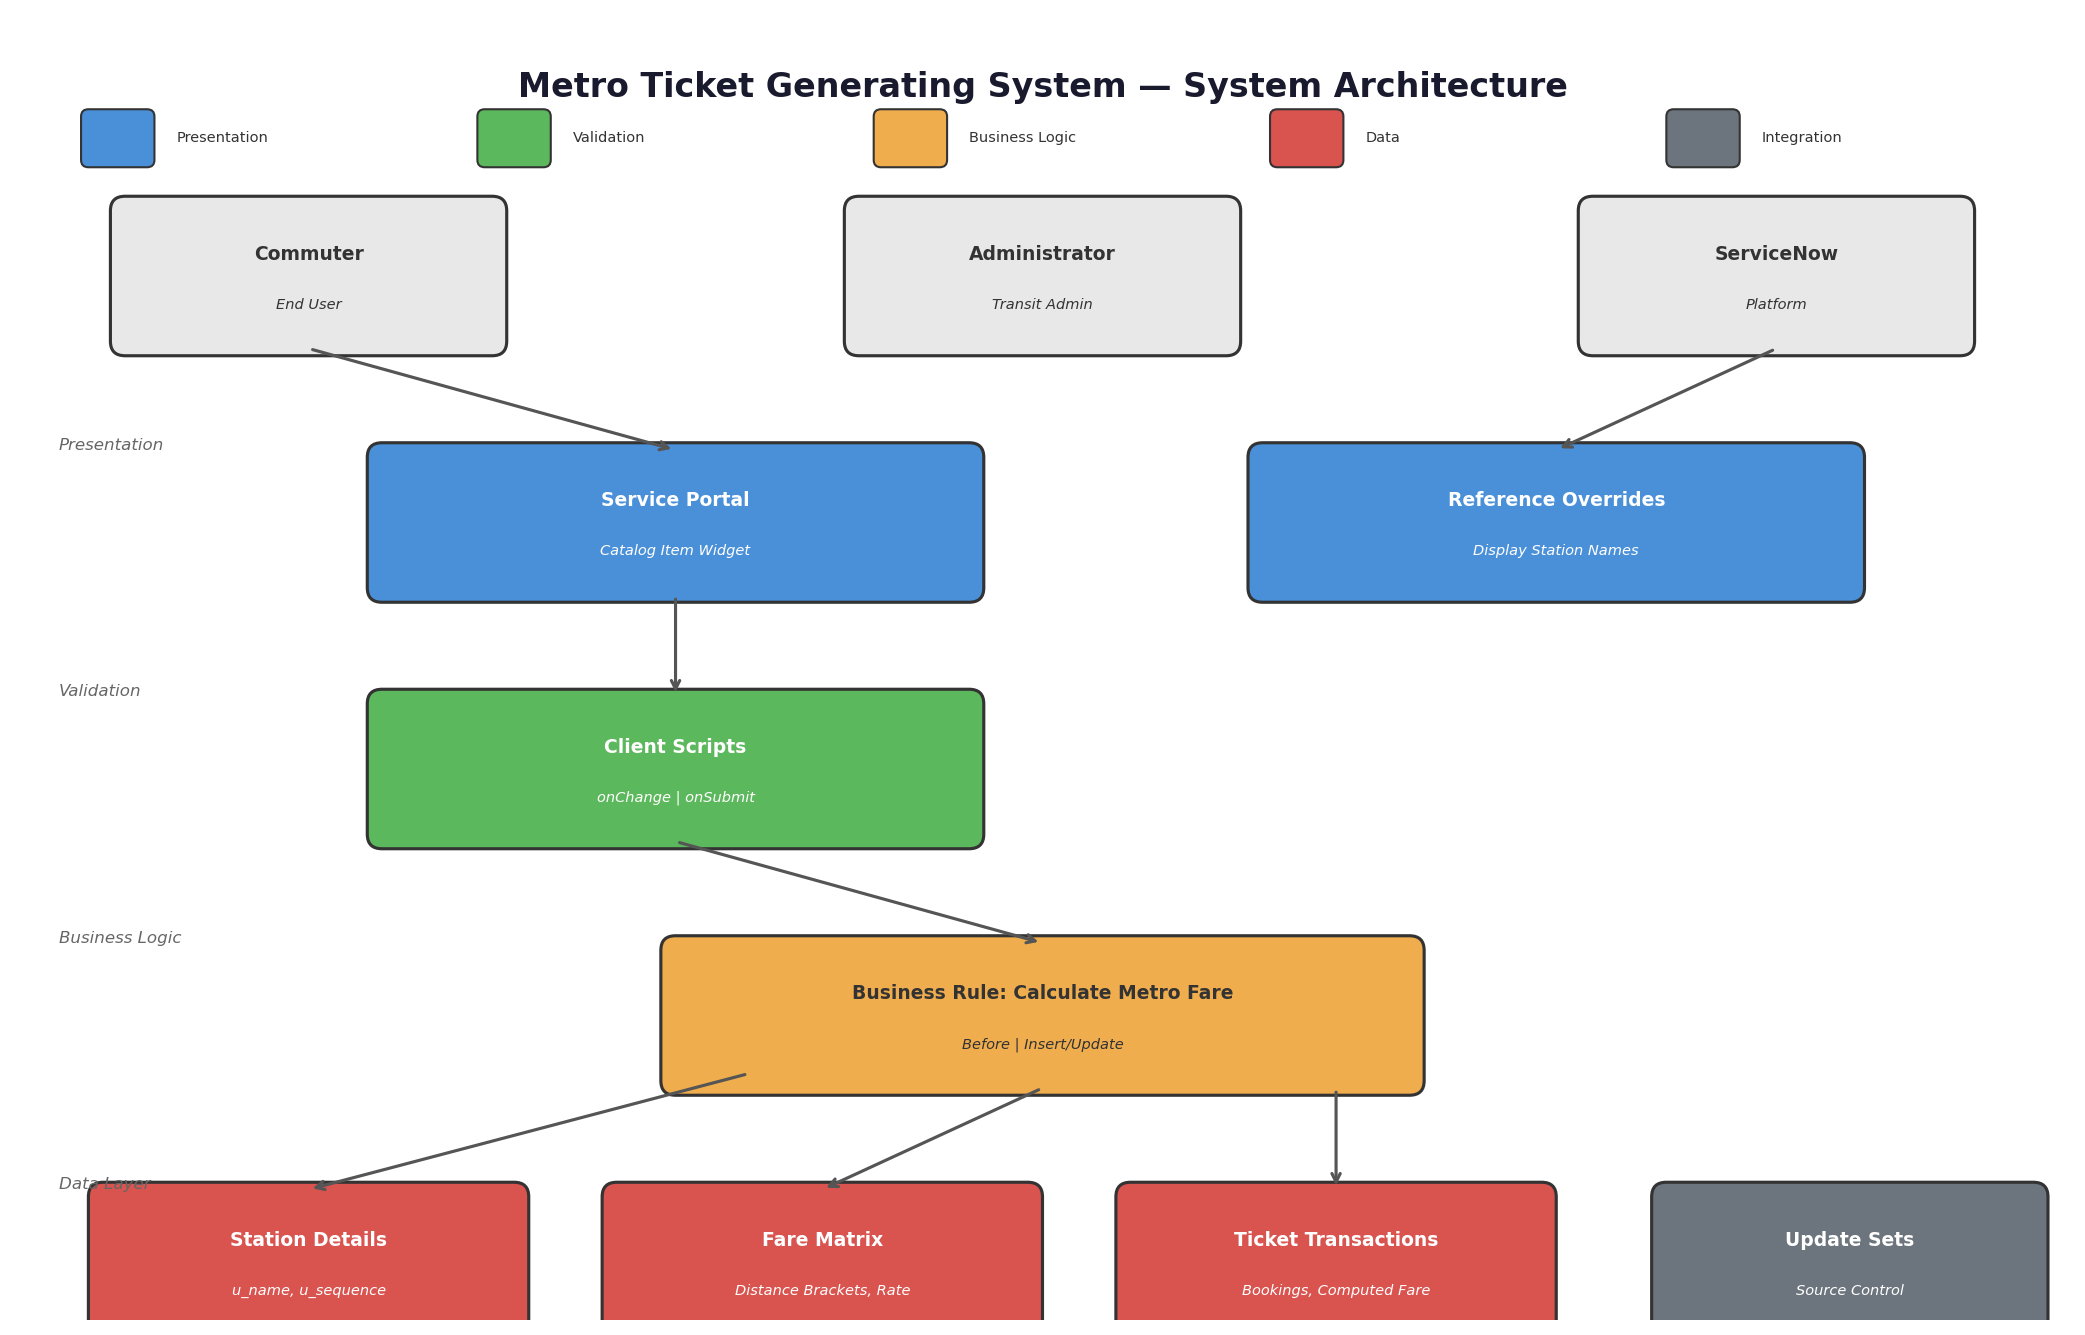 Metro Ticket Generating System — System Architecture
Presentation
Validation
Business Logic
Data
Integration
Commuter
End User
Administrator
Transit Admin
ServiceNow
Platform
Presentation
Service Portal
Catalog Item Widget
Reference Overrides
Display Station Names
Validation
Client Scripts
onChange | onSubmit
Business Logic
Business Rule: Calculate Metro Fare
Before | Insert/Update
Data Layer
Station Details
u_name, u_sequence
Fare Matrix
Distance Brackets, Rate
Ticket Transactions
Bookings, Computed Fare
Update Sets
Source Control